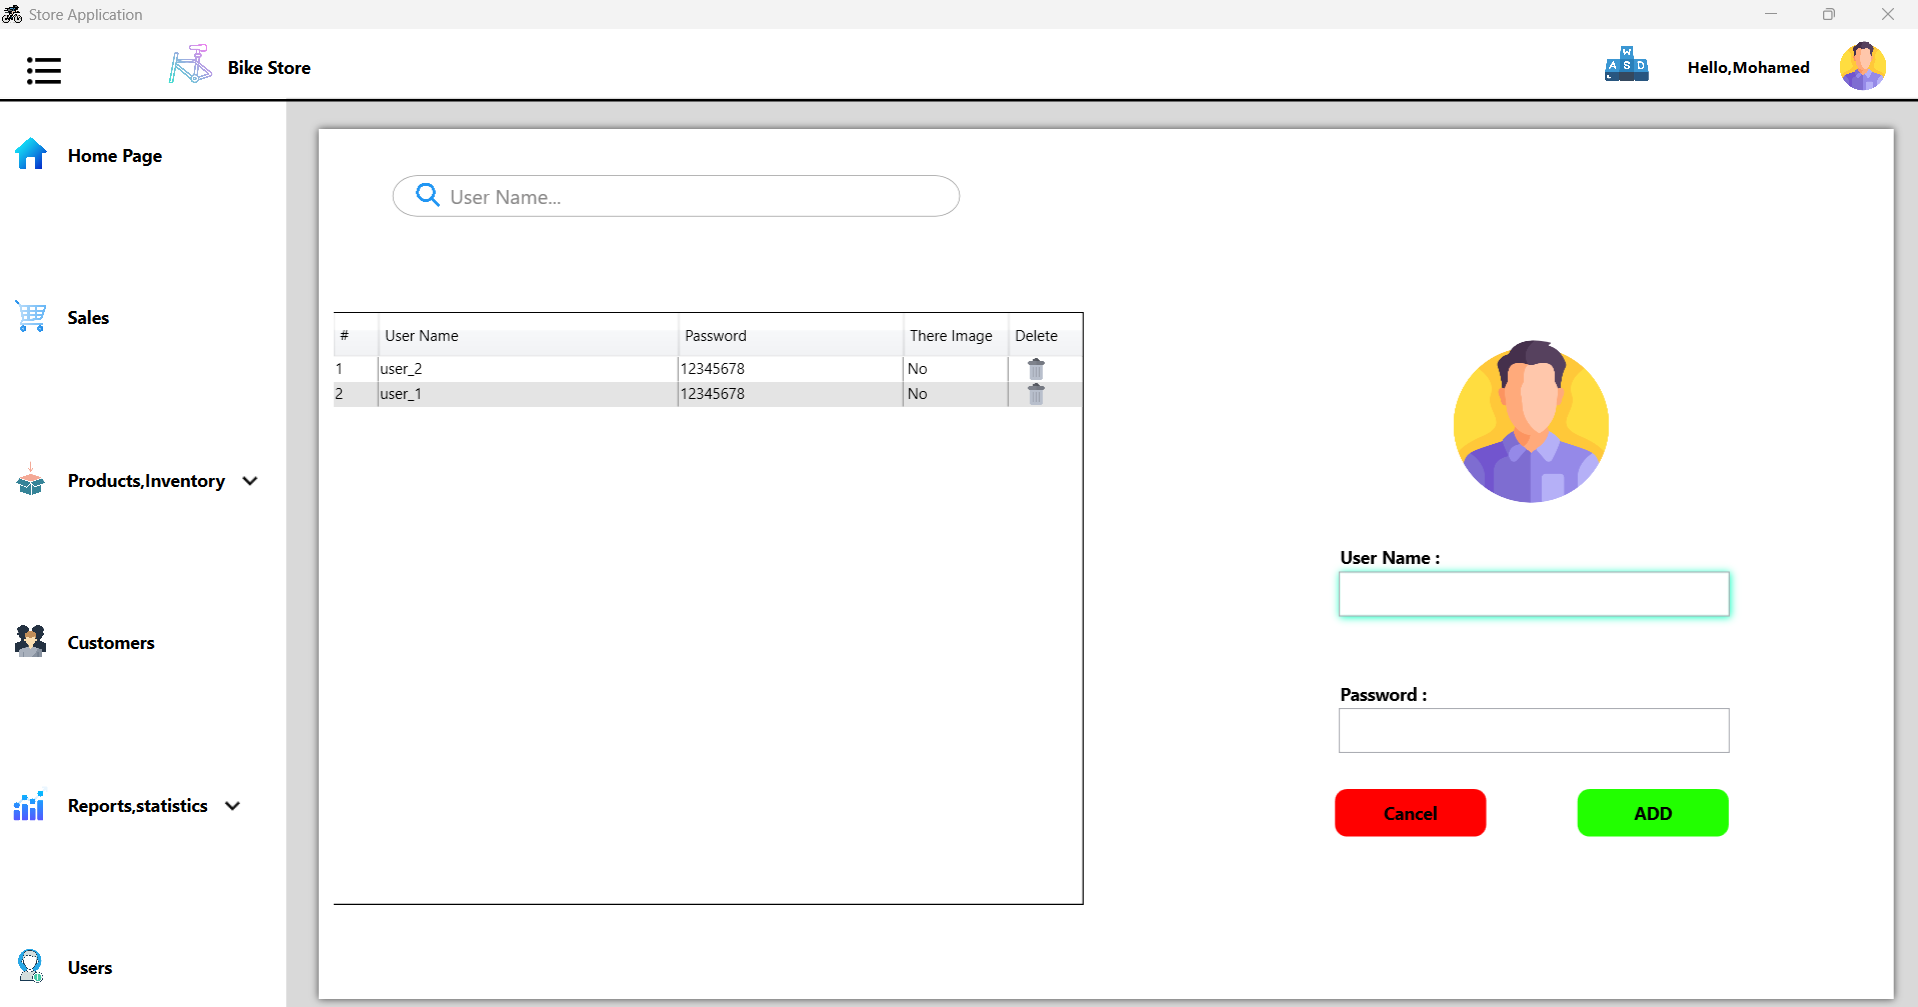 Store Application
Bike Store
W
A S D
Hello,Mohamed
Home Page
Sales
Products,Inventory
Customers
Reports,statistics
Users
User Name...
# User Name Password There Image Delete
1 user_2 12345678 No
2 user_1 12345678 No
User Name :
Password :
Cancel ADD